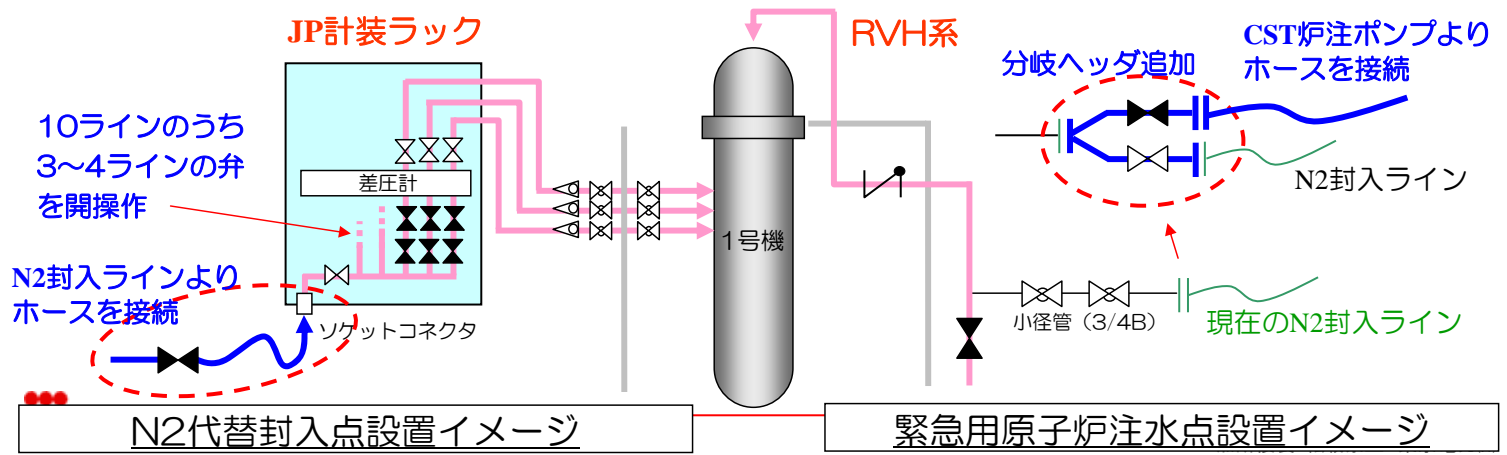 JP計装ラック
10ラインのうち
3～4ラインの弁
を開操作
差圧計
N2封入ラインより
ホースを接続
ソケットコネクタ
N2代替封入点設置イメージ
1号機
RVH系
分岐ヘッダ追加
CST炉注ポンプより
ホースを接続
N2封入ライン
小径管（3/4B）
現在のN2封入ライン
緊急用原子炉注水点設置イメージ